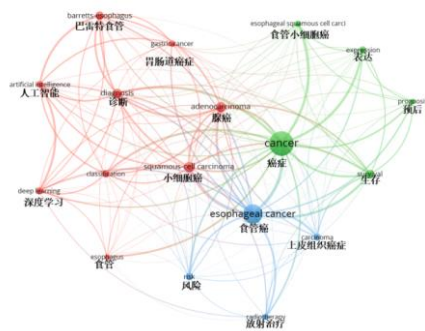 barretts esophagus
巴雷特食管
gastric cancer
胃肠道癌症
esophageal squamous cell carci
食管小细胞癌
expression
表达
artificial intelligence
人工智能
diagnosis
诊断
adenocarcinoma
腺癌
prognosis
预后
cancer
癌症
classification
squamous-cell carcinoma
小细胞癌
survival
生存
deep learning
深度学习
esophageal cancer
食管癌
carcinoma
上皮组织癌症
esophagus
食管
risk
风险
radiotherapy
放射治疗